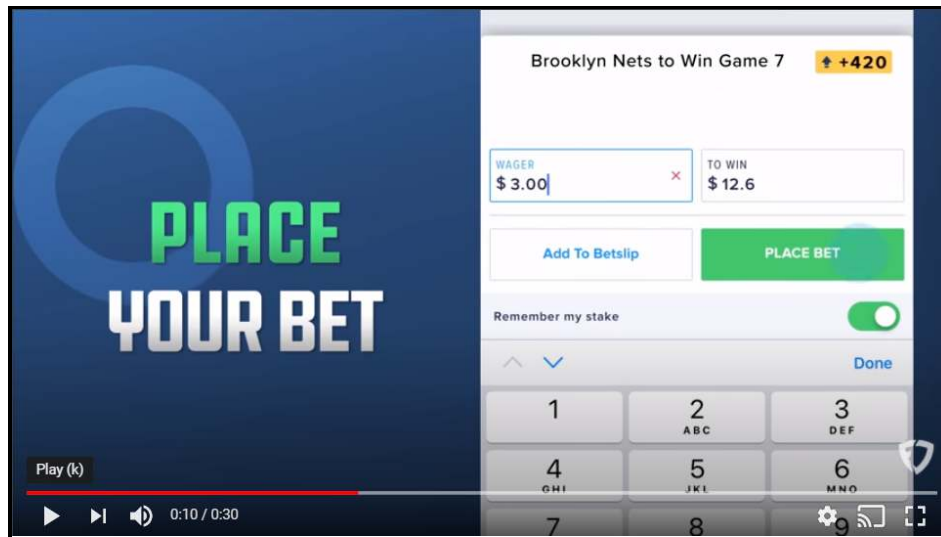 PLACE
YOUR BET
Brooklyn Nets to Win Game 7
+420
WAGER
$ 3.00
×
TO WIN
$ 12.6
Add To Betslip
PLACE BET
Remember my stake
Done
1
2
ABC
3
DEF
4
GHI
5
JKL
6
MNO
7
8
9
Play (k)
0:10 / 0:30